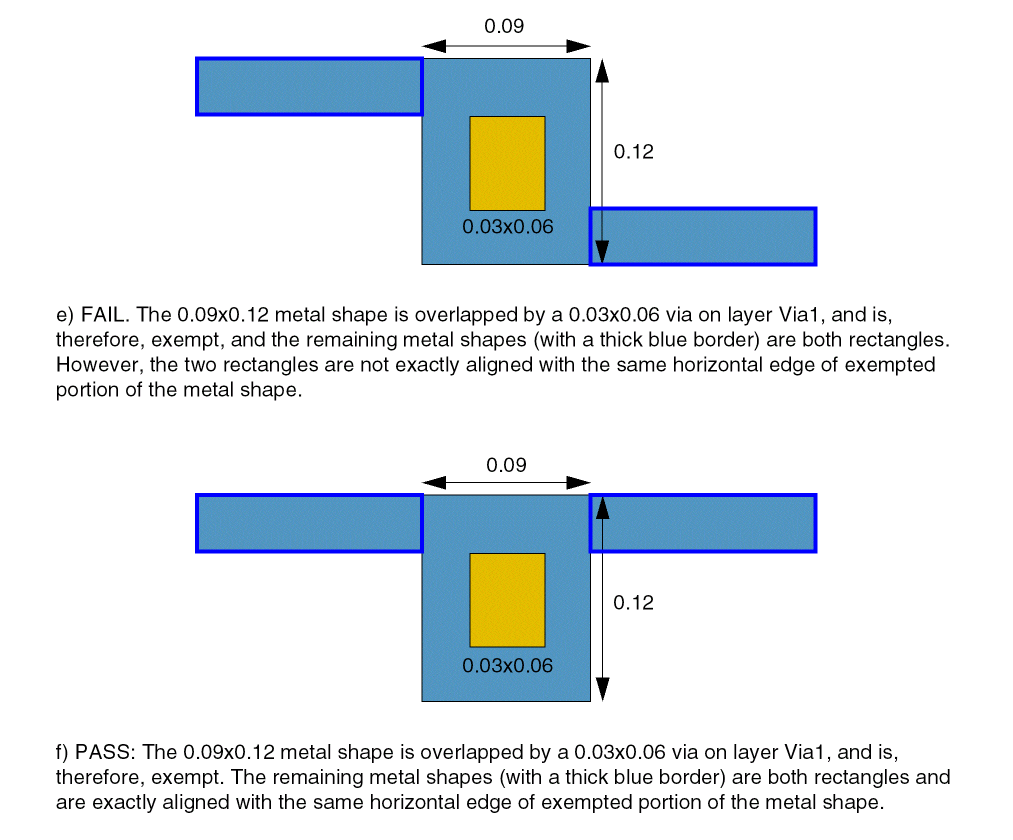 0.09
0.12
0.03x0.06
e) FAIL. The 0.09x0.12 metal shape is overlapped by a 0.03x0.06 via on layer Via1, and is,
therefore, exempt, and the remaining metal shapes (with a thick blue border) are both rectangles.
However, the two rectangles are not exactly aligned with the same horizontal edge of exempted
portion of the metal shape.
0.09
0.12
0.03x0.06
f) PASS: The 0.09x0.12 metal shape is overlapped by a 0.03x0.06 via on layer Via1, and is,
therefore, exempt. The remaining metal shapes (with a thick blue border) are both rectangles and
are exactly aligned with the same horizontal edge of exempted portion of the metal shape.